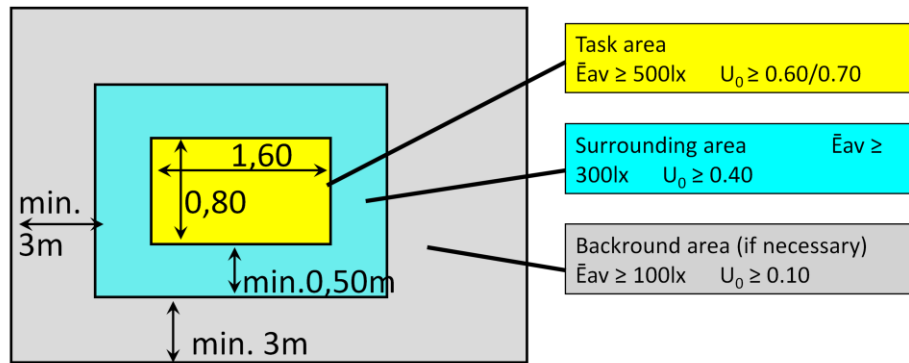 Task area
Ēav ≥ 500lx U₀ ≥ 0.60/0.70
1,60
0,80
Surrounding area Ēav ≥
300lx U₀ ≥ 0.40
min.
3m
min.0,50m
Backround area (if necessary)
Ēav ≥ 100lx U₀ ≥ 0.10
min. 3m